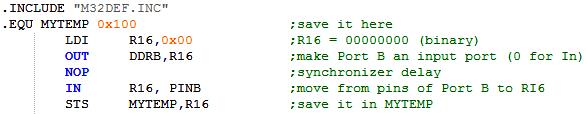 .INCLUDE "M32DEF.INC"
.EQU MYTEMP 0x100 ;save it here
LDI R16,0x00 ;R16 = 00000000 (binary)
OUT DDRB,R16 ;make Port B an input port (0 for In)
NOP ;synchronizer delay
IN R16, PINB ;move from pins of Port B to RI6
STS MYTEMP,R16 ;save it in MYTEMP